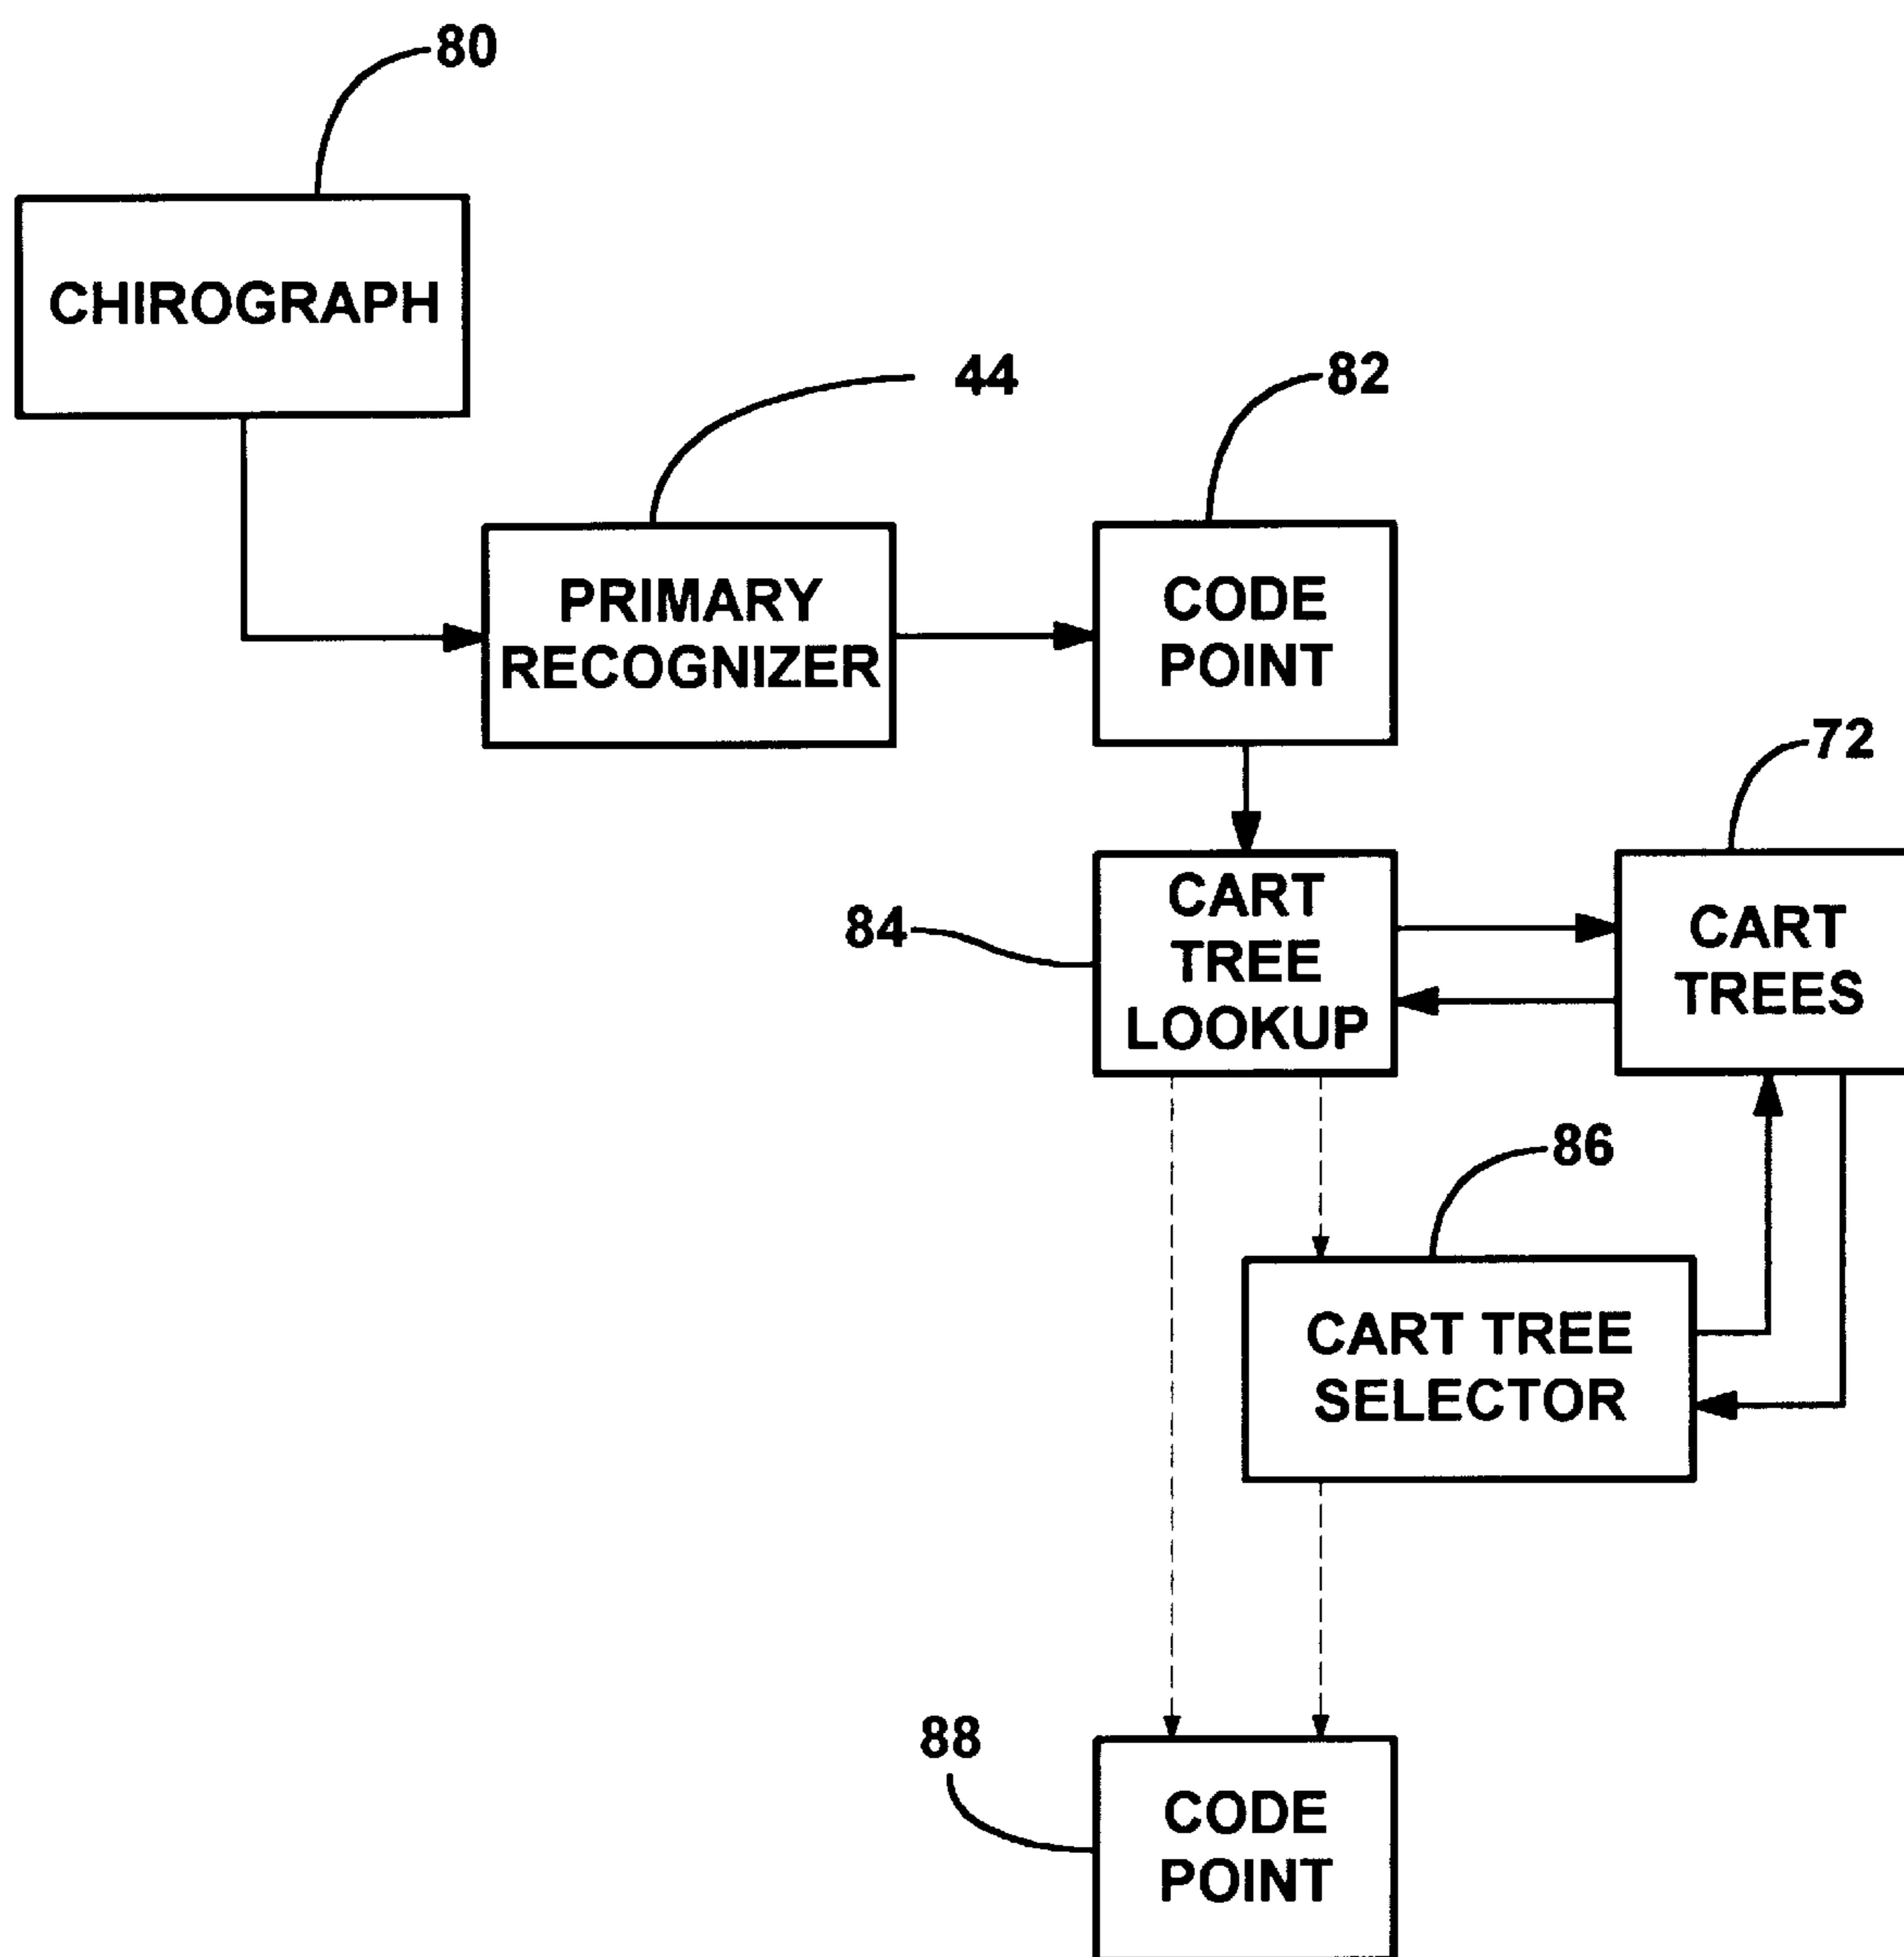 80
CHIROGRAPH
44
82
PRIMARY
RECOGNIZER
CODE
POINT
72
84
CART
TREE
LOOKUP
CART
TREES
86
CART TREE
SELECTOR
88
CODE
POINT